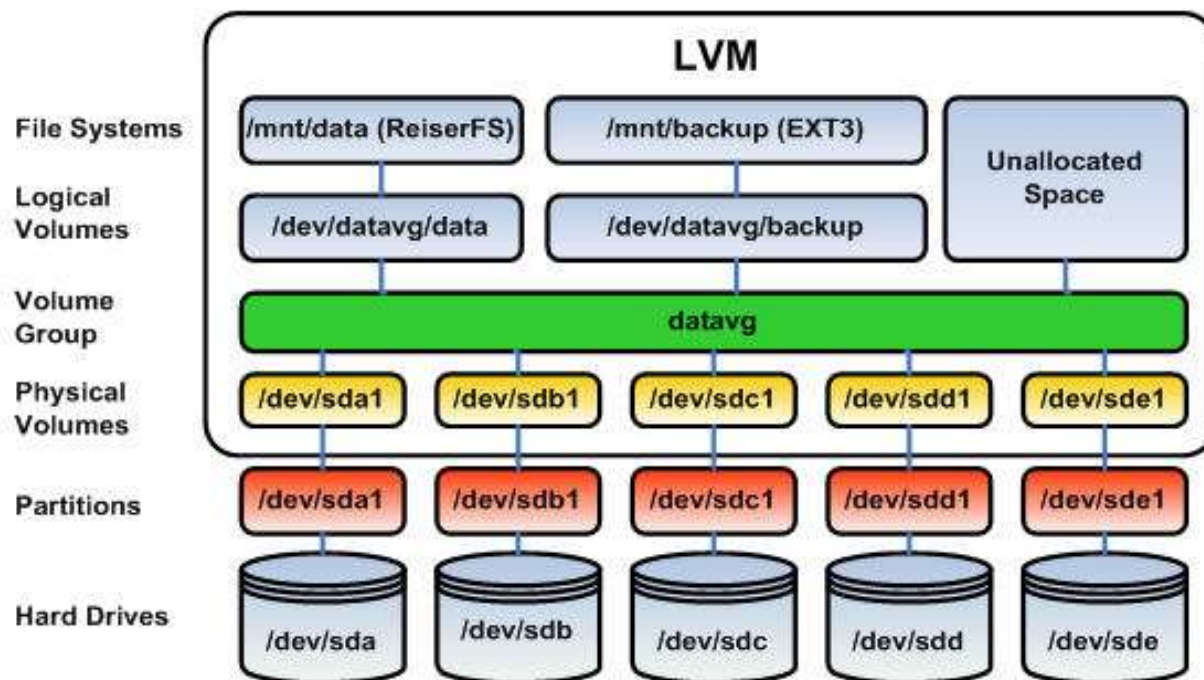 LVM
File Systems
/mnt/data (ReiserFS)
/mnt/backup (EXT3)
Unallocated
Space
Logical
Volumes
/dev/datavg/data
/dev/datavg/backup
Volume
Group
datavg
Physical
Volumes
/dev/sda1
/dev/sdb1
/dev/sdc1
/dev/sdd1
/dev/sde1
Partitions
/dev/sda1
/dev/sdb1
/dev/sdc1
/dev/sdd1
/dev/sde1
Hard Drives
/dev/sda
/dev/sdb
/dev/sdc
/dev/sdd
/dev/sde